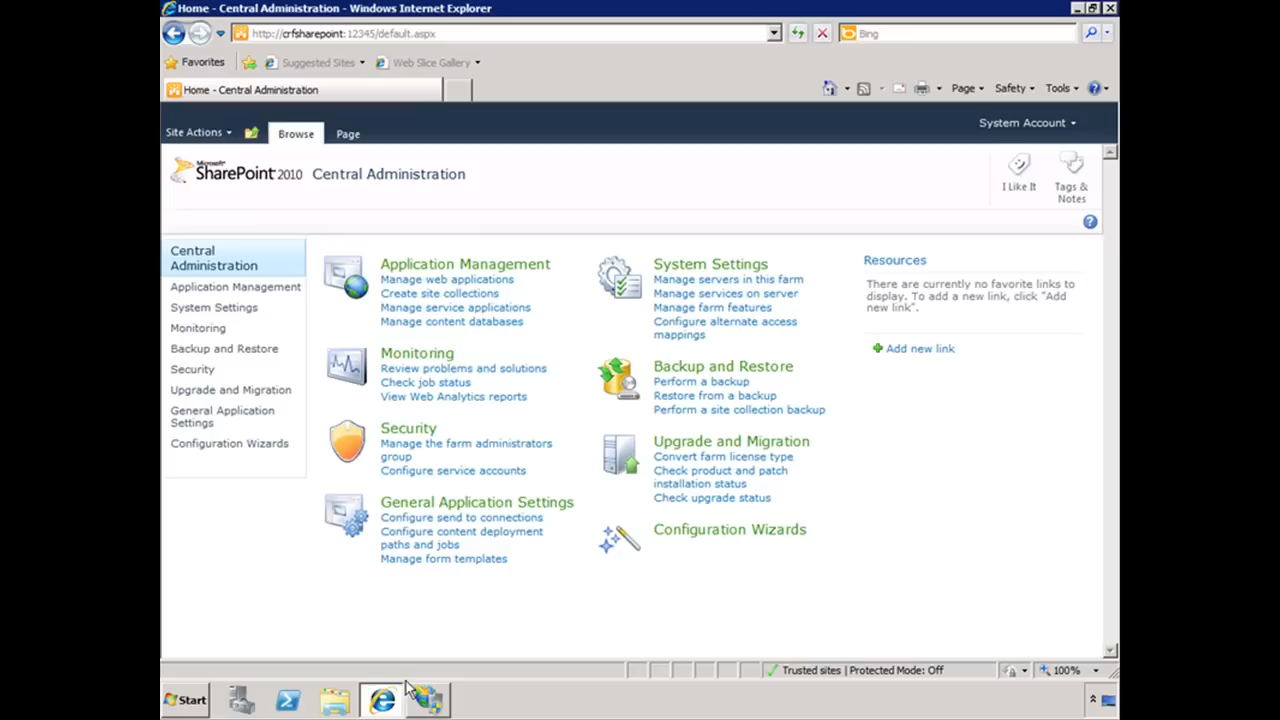 Home - Central Administration - Windows Internet Explorer
http://crfsharepoint:12345/default.aspx
Bing
Favorites
Suggested Sites
Web Slice Gallery
Home - Central Administration
Page
Safety
Tools
Site Actions
Browse
Page
System Account
Microsoft
SharePoint 2010
Central Administration
I Like It
Tags &
Notes
Central
Administration
Application Management
System Settings
Monitoring
Backup and Restore
Security
Upgrade and Migration
General Application
Settings
Configuration Wizards
Application Management
Manage web applications
Create site collections
Manage service applications
Manage content databases
Monitoring
Review problems and solutions
Check job status
View Web Analytics reports
Security
Manage the farm administrators
group
Configure service accounts
General Application Settings
Configure send to connections
Configure content deployment
paths and jobs
Manage form templates
System Settings
Manage servers in this farm
Manage services on server
Manage farm features
Configure alternate access
mappings
Backup and Restore
Perform a backup
Restore from a backup
Perform a site collection backup
Upgrade and Migration
Convert farm license type
Check product and patch
installation status
Check upgrade status
Configuration Wizards
Resources
There are currently no favorite links to
display. To add a new link, click "Add
new link".
Add new link
Trusted sites | Protected Mode: Off
100%
Start